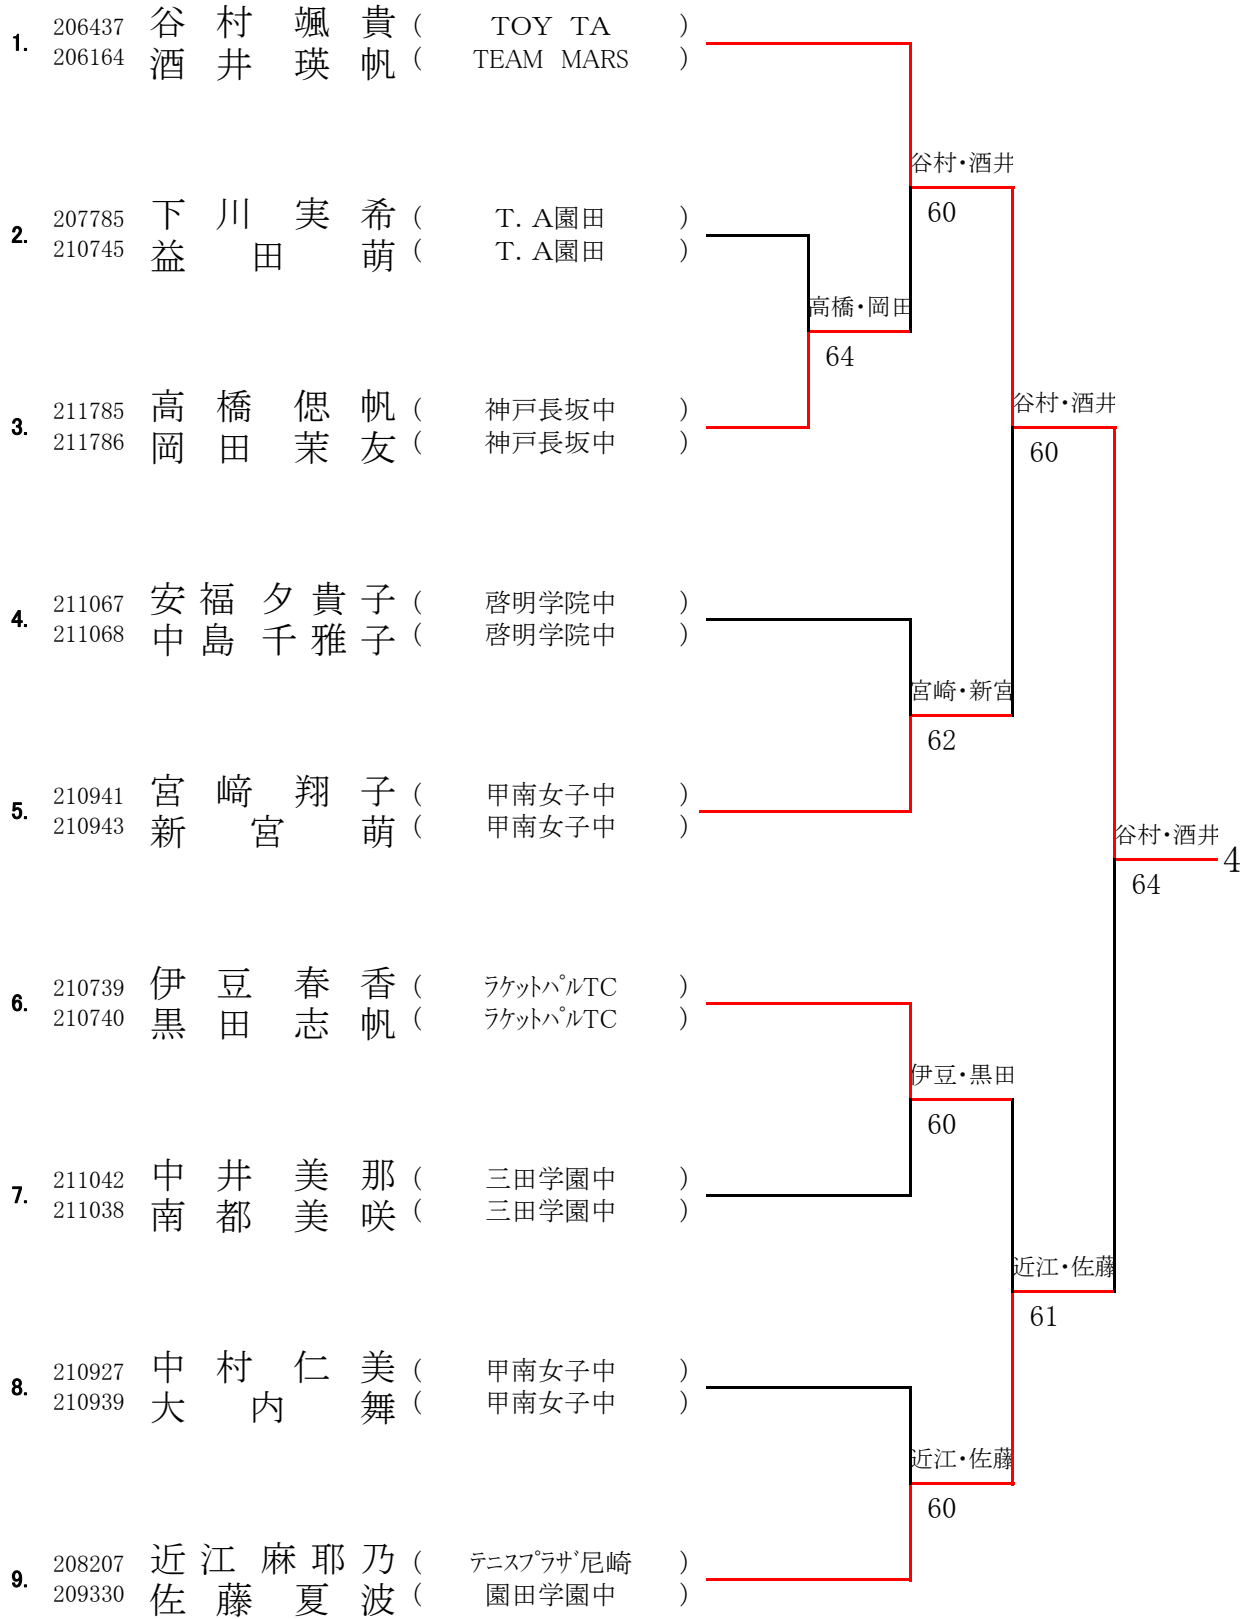 1. 206437 谷村 颯貴 ( TOY TA )
206164 酒井 瑛帆 ( TEAM MARS )
谷村・酒井
60
2. 207785 下川 実希 ( T. A園田 )
210745 益田 萌 ( T. A園田 )
高橋・岡田
64
3. 211785 高橋 偲帆 ( 神戸長坂中 )
211786 岡田 茉友 ( 神戸長坂中 )
谷村・酒井
60
4. 211067 安福 夕貴子 ( 啓明学院中 )
211068 中島 千雅子 ( 啓明学院中 )
宮崎・新宮
62
5. 210941 宮﨑 翔子 ( 甲南女子中 )
210943 新宮 萌 ( 甲南女子中 )
谷村・酒井
4
64
6. 210739 伊豆 春香 ( ﾗｹｯﾄﾊﾟﾙTC )
210740 黒田 志帆 ( ﾗｹｯﾄﾊﾟﾙTC )
伊豆・黒田
60
7. 211042 中井 美那 ( 三田学園中 )
211038 南都 美咲 ( 三田学園中 )
近江・佐藤
61
8. 210927 中村 仁美 ( 甲南女子中 )
210939 大内 舞 ( 甲南女子中 )
近江・佐藤
60
9. 208207 近江 麻耶乃 ( ﾃﾆｽﾌﾟﾗｻﾞ尼崎 )
209330 佐藤 夏波 ( 園田学園中 )